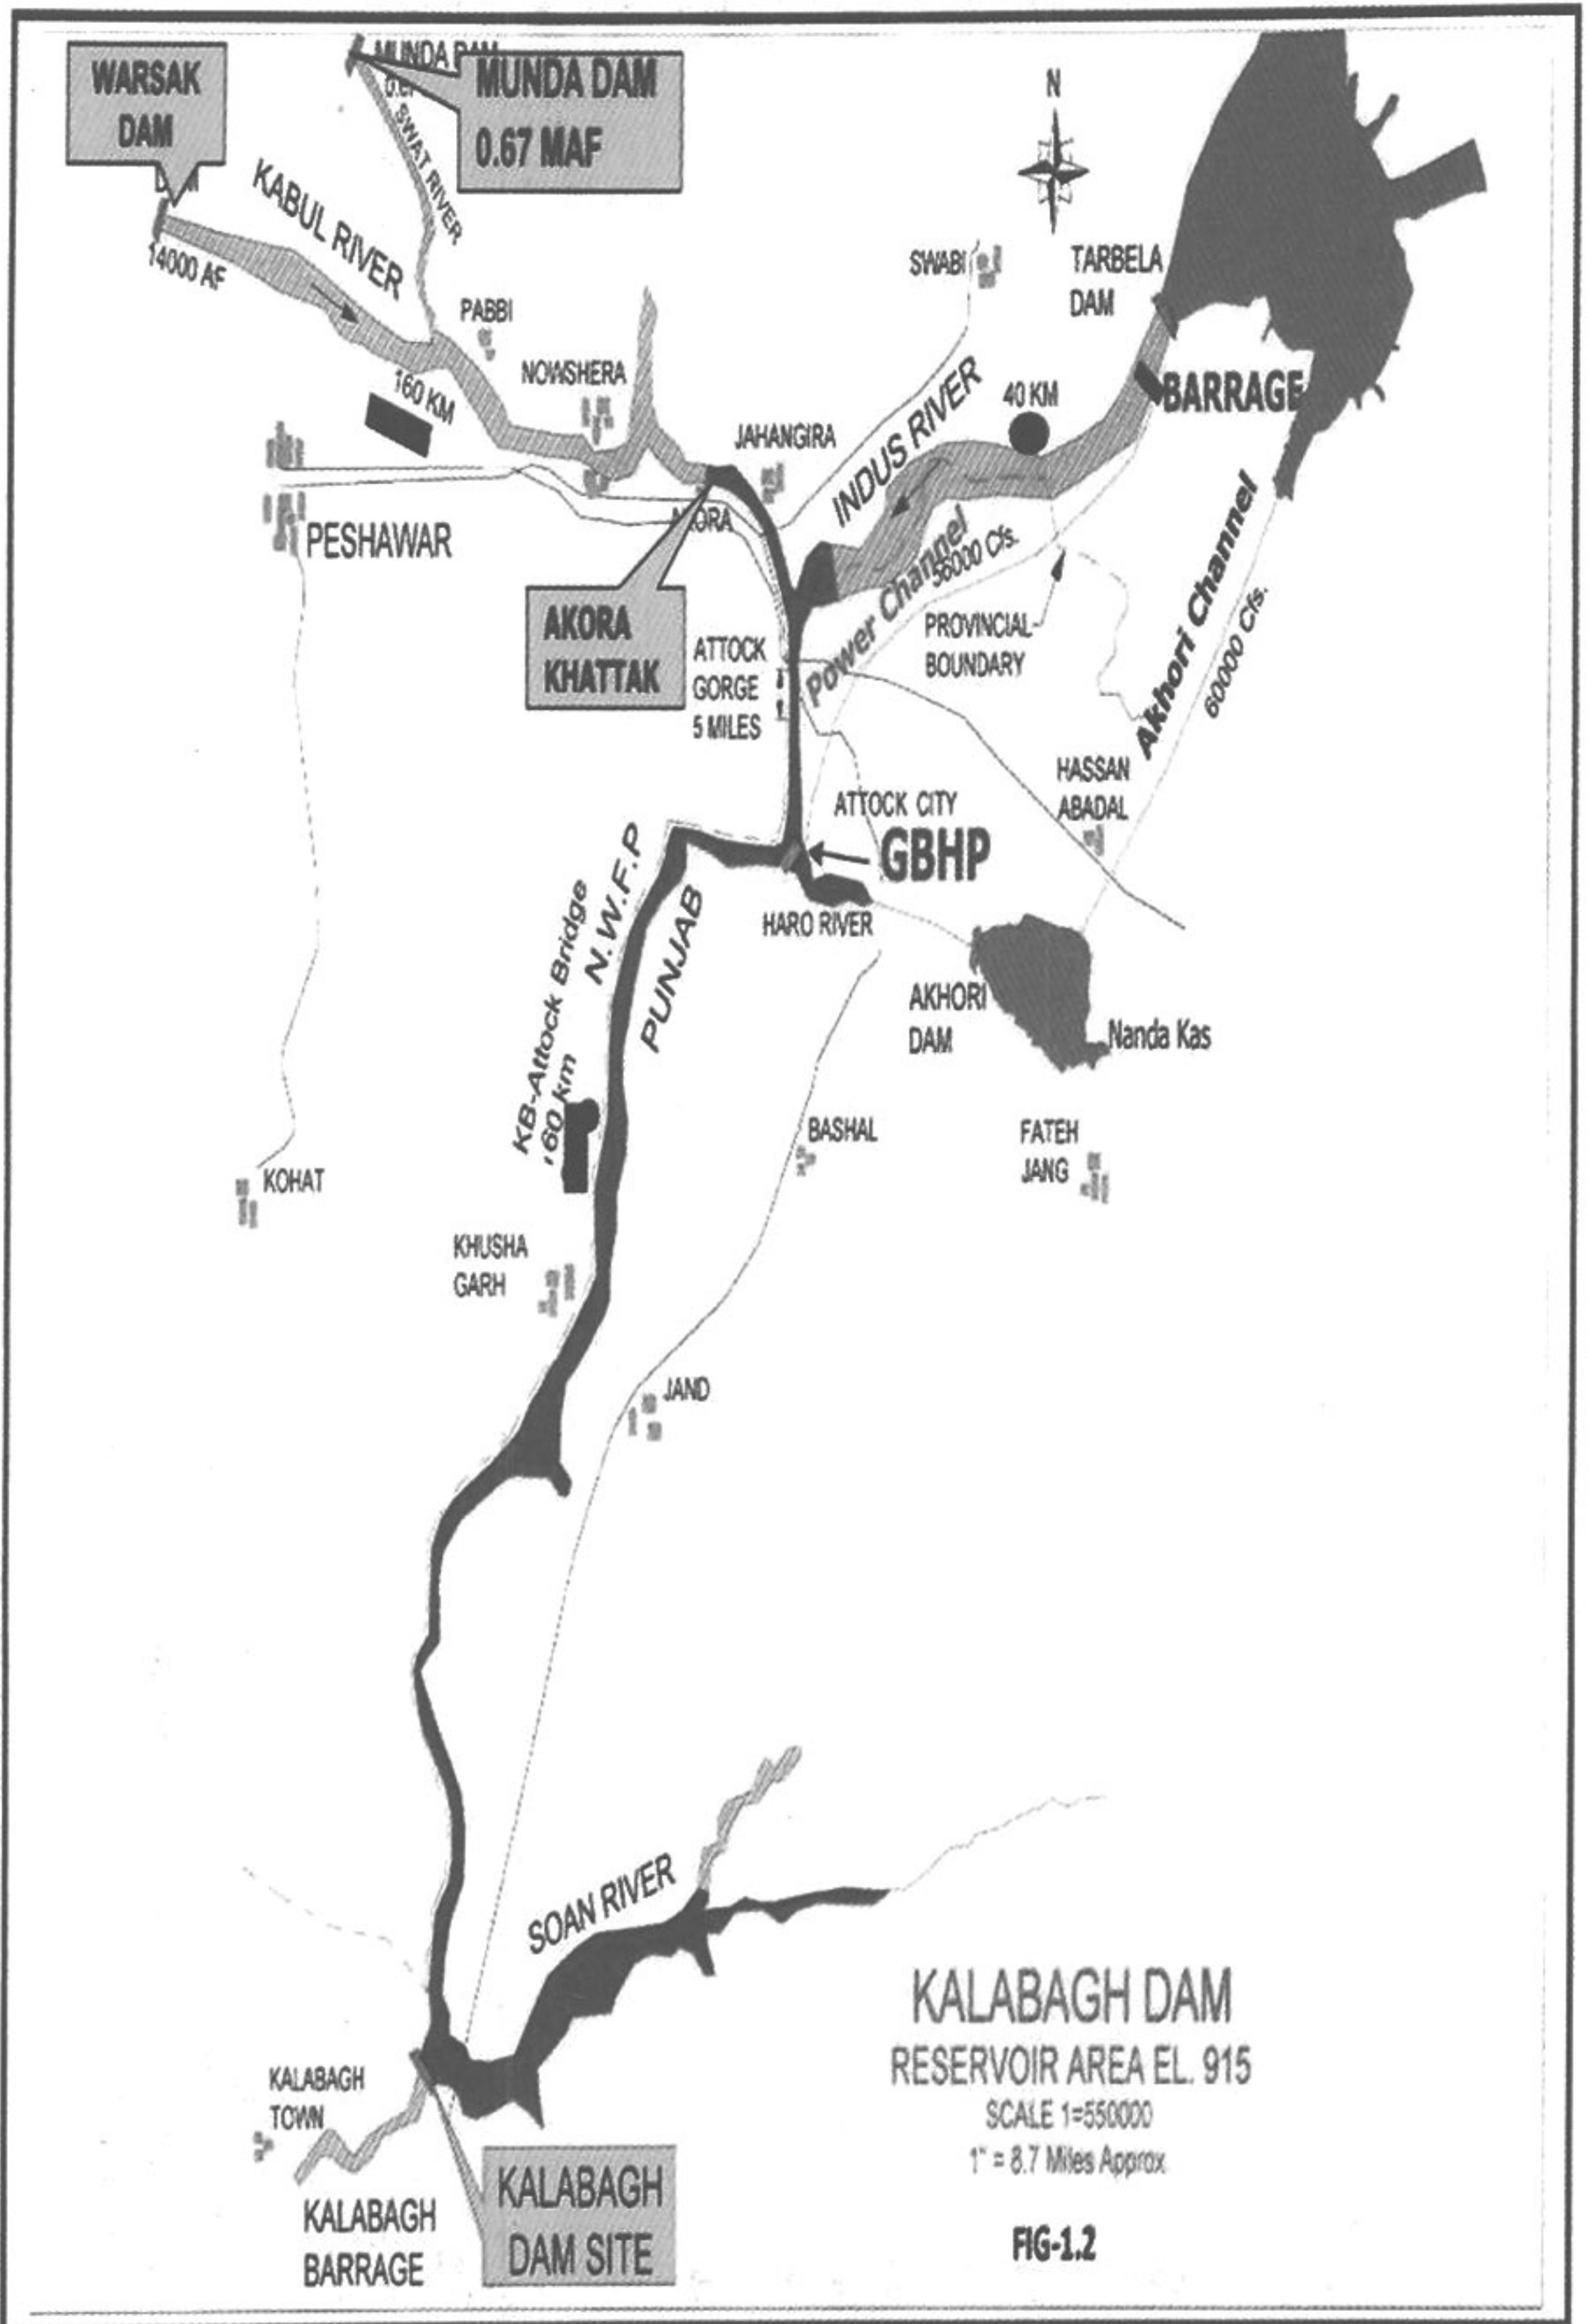 WARSAK
DAM
MUNDA DAM
0.67 MAF
N
KABUL RIVER
SWAT RIVER
14000 AF
SWABI
TARBELA
DAM
PABBI
NOWSHERA
160 KM
40 KM
BARRAGE
JAHANGIRA
INDUS RIVER
PESHAWAR
AKORA
KHATTAK
Power Channel
56000 Cfs.
PROVINCIAL
BOUNDARY
Akhori Channel
60000 Cfs.
ATTOCK
GORGE
5 MILES
HASSAN
ABADAL
ATTOCK CITY
GBHP
HARO RIVER
N.W.F.P
PUNJAB
KB-Attock Bridge
160 km
AKHORI
DAM
Nanda Kas
BASHAL
FATEH
JANG
KOHAT
KHUSHA
GARH
JAND
SOAN RIVER
KALABAGH DAM
RESERVOIR AREA EL. 915
SCALE 1=550000
1" = 8.7 Miles Approx
FIG-1.2
KALABAGH
TOWN
KALABAGH
BARRAGE
KALABAGH
DAM SITE